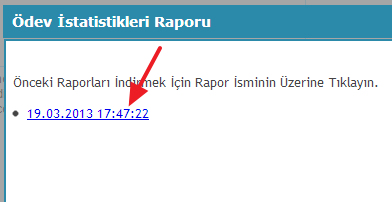 Ödev İstatistikleri Raporu
Önceki Raporları İndirmek İçin Rapor İsminin Üzerine Tıklayın.
19.03.2013 17:47:22